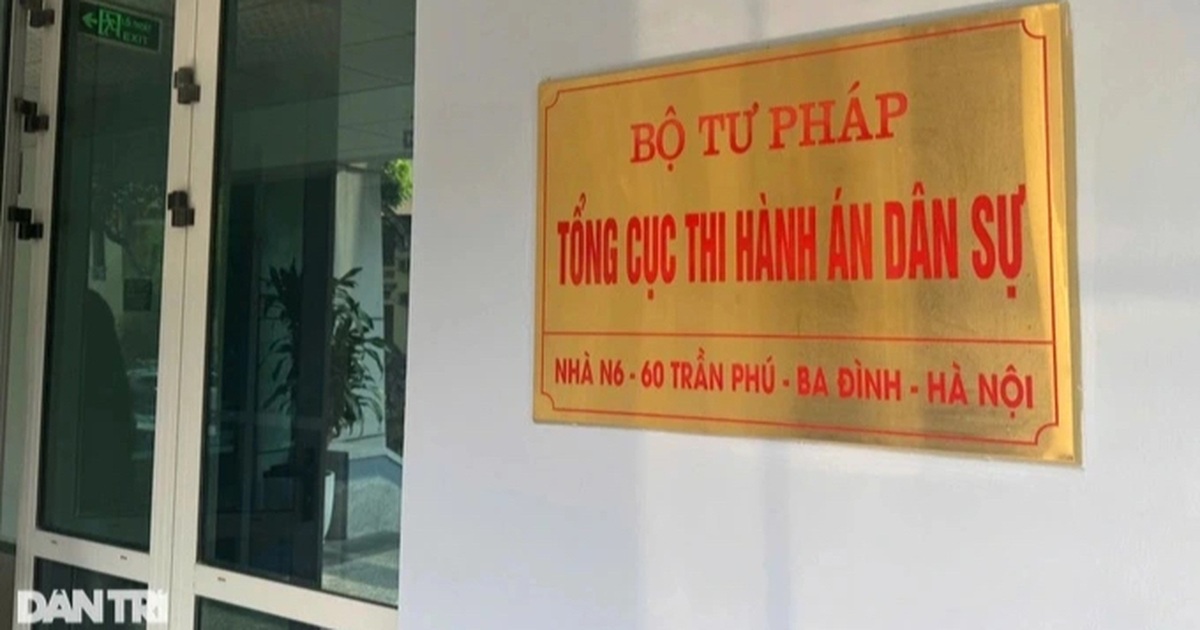 EXIT
BỘ TƯ PHÁP
TỔNG CỤC THI HÀNH ÁN DÂN SỰ
NHÀ N6 - 60 TRẦN PHÚ - BA ĐÌNH - HÀ NỘI
DÂN TRÍ